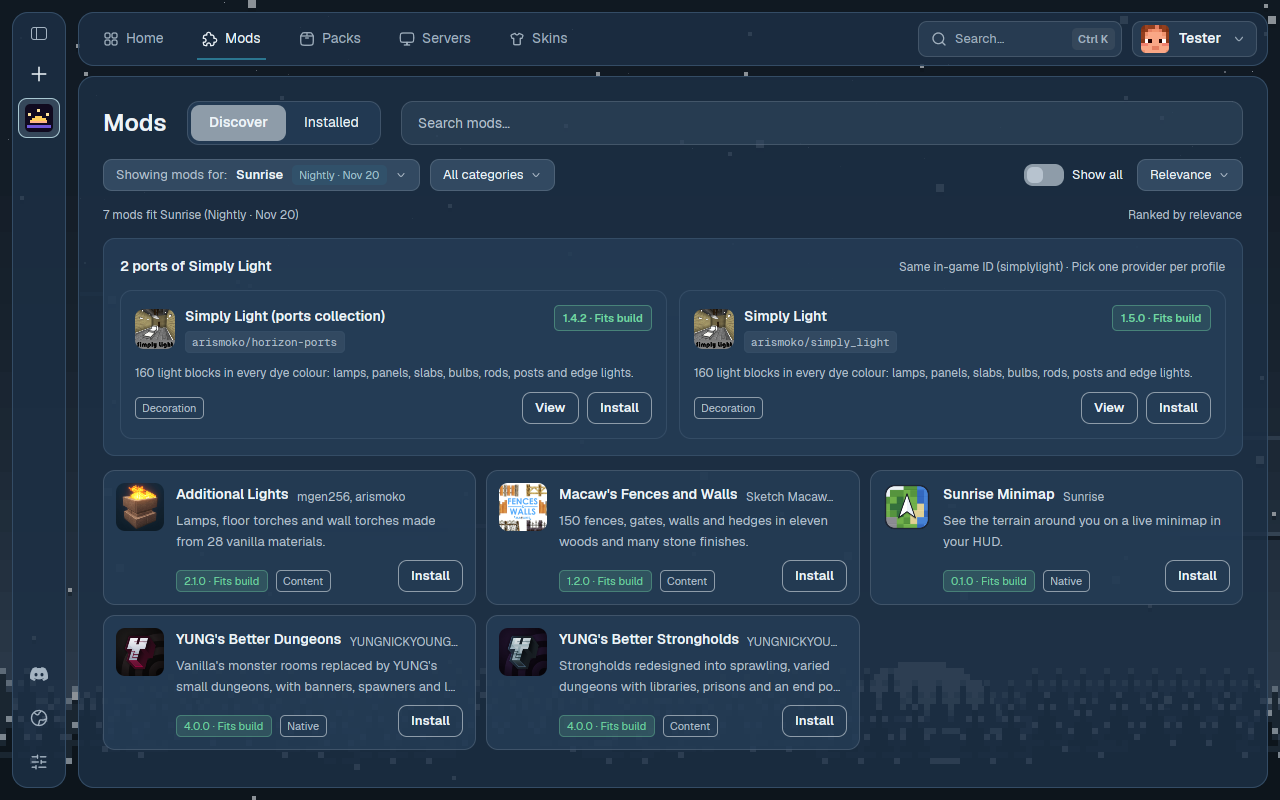 Home
Mods
Packs
Servers
Skins
Search...
Ctrl K
Tester
Mods
Discover
Installed
Search mods...
Showing mods for: Sunrise Nightly · Nov 20
All categories
Show all
Relevance
7 mods fit Sunrise (Nightly · Nov 20)
Ranked by relevance
2 ports of Simply Light
Same in-game ID (simplylight) · Pick one provider per profile
Simply Light (ports collection)
1.4.2 · Fits build
arismoko/horizon-ports
160 light blocks in every dye colour: lamps, panels, slabs, bulbs, rods, posts and edge lights.
Decoration
View
Install
Simply Light
1.5.0 · Fits build
arismoko/simply_light
160 light blocks in every dye colour: lamps, panels, slabs, bulbs, rods, posts and edge lights.
Decoration
View
Install
Additional Lights mgen256, arismoko
Lamps, floor torches and wall torches made
from 28 vanilla materials.
2.1.0 · Fits build
Content
Install
FENCES
WALLS
Macaw's Fences and Walls Sketch Macaw...
150 fences, gates, walls and hedges in eleven
woods and many stone finishes.
1.2.0 · Fits build
Content
Install
Sunrise Minimap Sunrise
See the terrain around you on a live minimap in
your HUD.
0.1.0 · Fits build
Native
Install
YUNG's Better Dungeons YUNGNICKYOUNG...
Vanilla's monster rooms replaced by YUNG's
small dungeons, with banners, spawners and l...
4.0.0 · Fits build
Native
Install
YUNG's Better Strongholds YUNGNICKYOU...
Strongholds redesigned into sprawling, varied
dungeons with libraries, prisons and an end po...
4.0.0 · Fits build
Content
Install